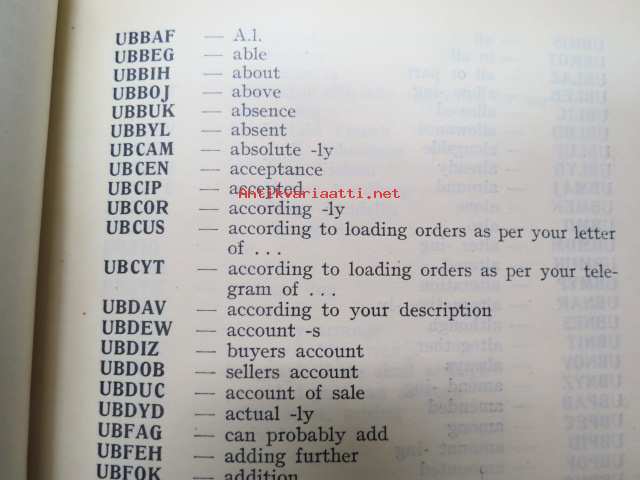 UBBAF — A.1.
UBBEG — able
UBBIH — about
UBBOJ — above
UBBUK — absence
UBBYL — absent
UBCAM — absolute -ly
UBCEN — acceptance
UBCIP — accepted
Antikvariaatti.net
UBCOR — according -ly
UBCUS — according to loading orders as per your letter
of . . .
UBCYT — according to loading orders as per your tele-
gram of . . .
UBDAV — according to your description
UBDEW — account -s
UBDIZ — buyers account
UBDOB — sellers account
UBDUC — account of sale
UBDYD — actual -ly
UBFAG — can probably add
UBFEH — adding further
UBFOK — addition